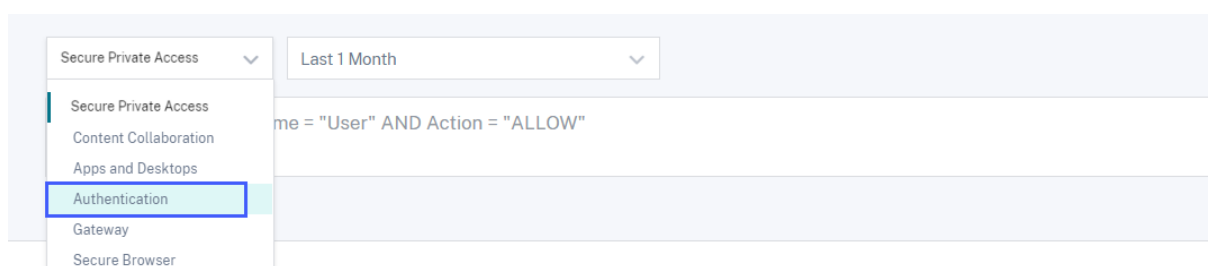 Secure Private Access
Last 1 Month
Secure Private Access
me = "User" AND Action = "ALLOW"
Content Collaboration
Apps and Desktops
Authentication
Gateway
Secure Browser